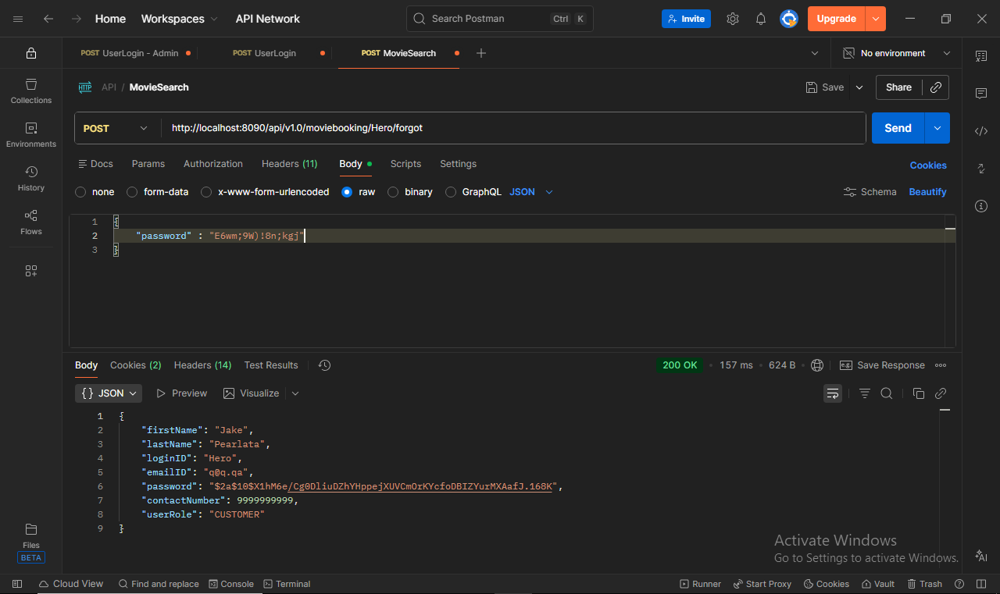 Home Workspaces API Network Search Postman Ctrl K Invite Upgrade
POST UserLogin - Admin POST UserLogin POST MovieSearch No environment
HTTP API / MovieSearch Save Share
POST http://localhost:8090/api/v1.0/moviebooking/Hero/forgot Send
Docs Params Authorization Headers (11) Body Scripts Settings Cookies
none form-data x-www-form-urlencoded raw binary GraphQL JSON Schema Beautify
1 {
2 "password" : "E6wm;9W)!8n;kgj"
3 }
Collections
Environments
History
Flows
Body Cookies (2) Headers (14) Test Results 200 OK • 157 ms • 624 B • e.g. Save Response
{} JSON Preview Visualize
1 {
2 "firstName": "Jake",
3 "lastName": "Pearlata",
4 "loginID": "Hero",
5 "emailID": "q@q.qa",
6 "password": "$2a$10$X1hM6e/Cg0DliuDZhYHppejXUVCmOrKYcfoDBIZYurMXAafJ.168K",
7 "contactNumber": 9999999999,
8 "userRole": "CUSTOMER"
9 }
Files
BETA
Activate Windows
Go to Settings to activate Windows.
AI
Cloud View Find and replace Console Terminal Runner Start Proxy Cookies Vault Trash